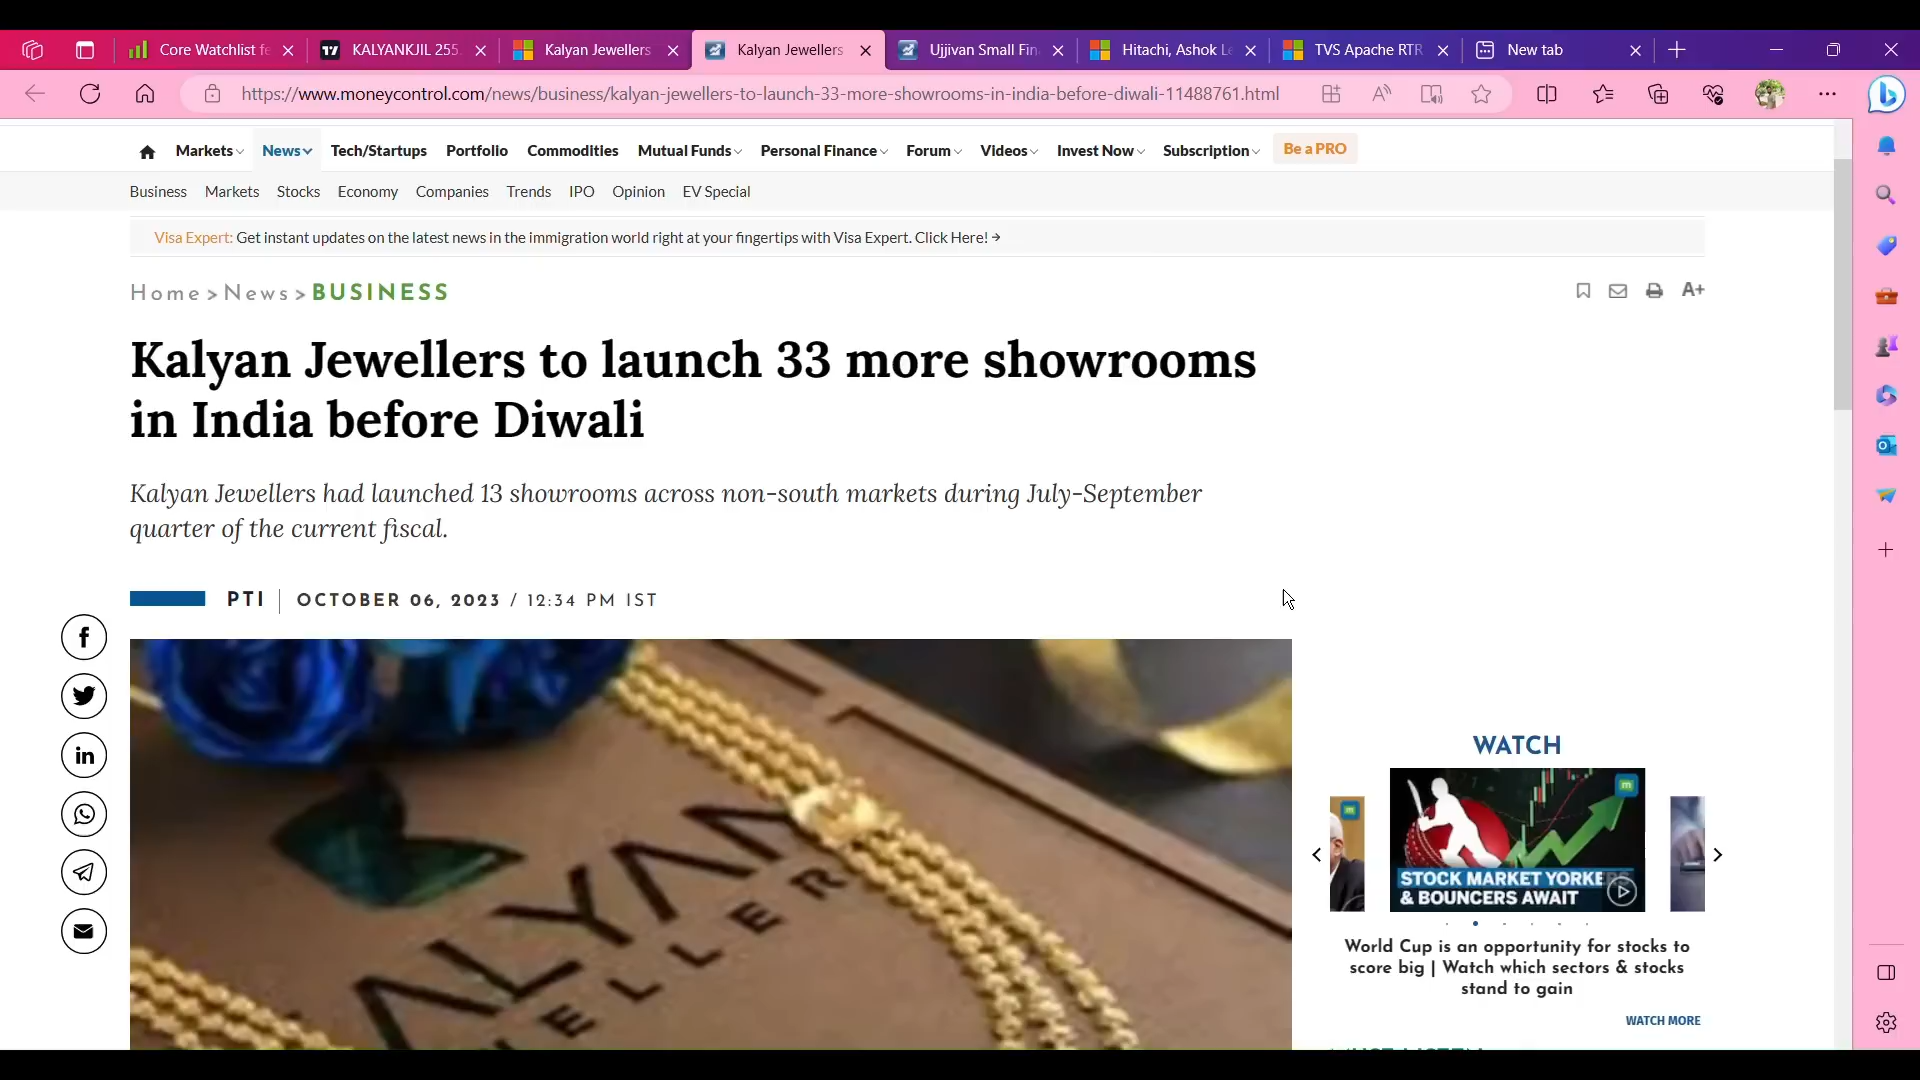 Core Watchlist fe
KALYANKJIL 255.
Kalyan Jewellers
Kalyan Jewellers
Ujjivan Small Fin
Hitachi, Ashok Le
TVS Apache RTR
New tab
https://www.moneycontrol.com/news/business/kalyan-jewellers-to-launch-33-more-showrooms-in-india-before-diwali-11488761.html
Markets News Tech/Startups Portfolio Commodities Mutual Funds Personal Finance Forum Videos Invest Now Subscription Be a PRO
Business Markets Stocks Economy Companies Trends IPO Opinion EV Special
Visa Expert: Get instant updates on the latest news in the immigration world right at your fingertips with Visa Expert. Click Here! →
Home > News > BUSINESS
A+
Kalyan Jewellers to launch 33 more showrooms
in India before Diwali
Kalyan Jewellers had launched 13 showrooms across non-south markets during July-September
quarter of the current fiscal.
PTI | OCTOBER 06, 2023 / 12:34 PM IST
WATCH
STOCK MARKET YORKE
& BOUNCERS AWAIT
World Cup is an opportunity for stocks to
score big | Watch which sectors & stocks
stand to gain
WATCH MORE
ALYAN
ELLER